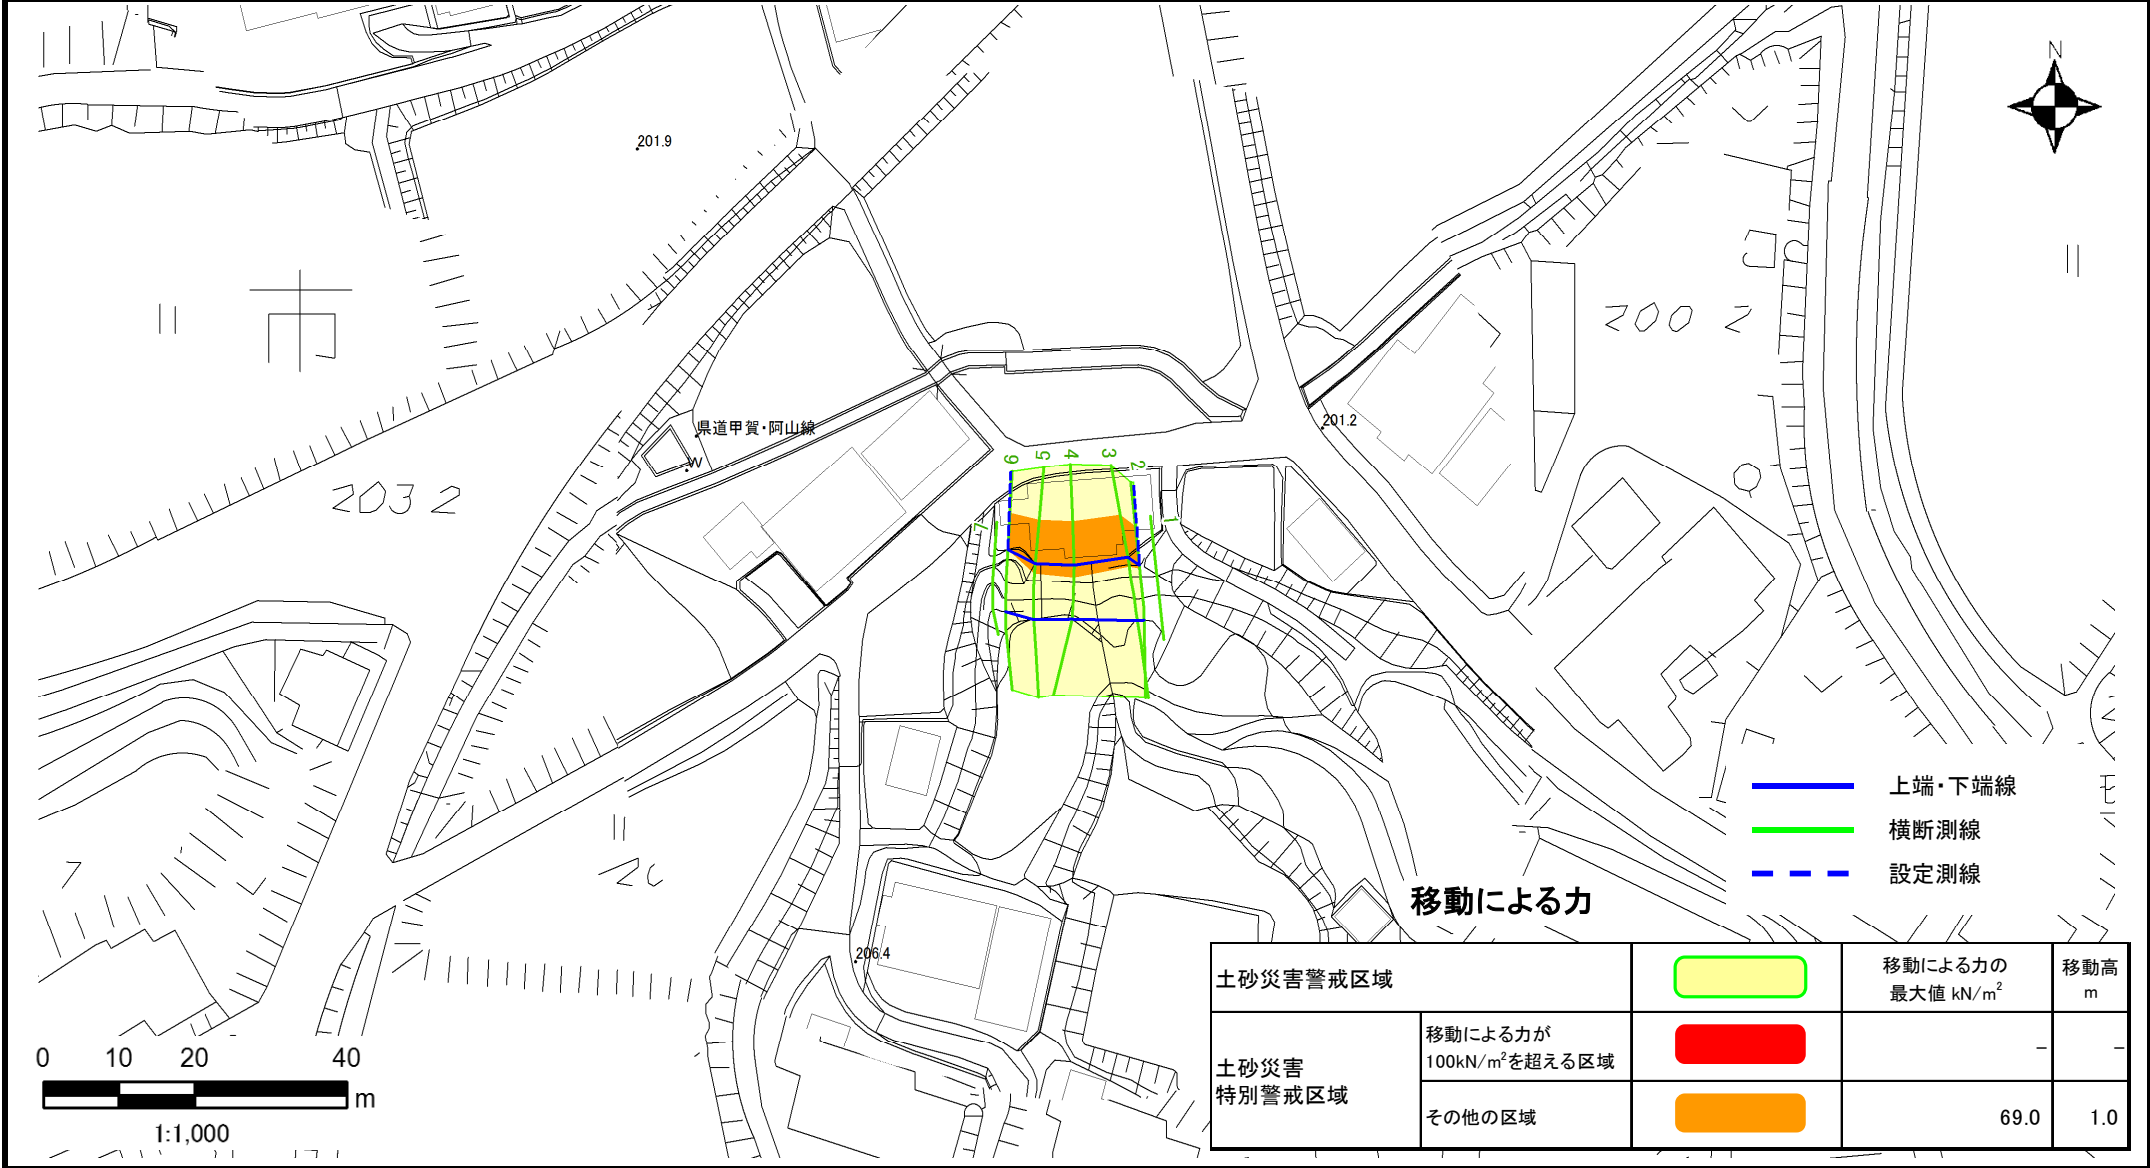 N
201.9
市
200 2
県道甲賀・阿山線
W
201.2
203 2
6
5
4
3
2
7
1
上端・下端線
横断測線
設定測線
移動による力
206.4
土砂災害警戒区域
移動による力の
最大値 kN/m²
移動高
m
土砂災害
特別警戒区域
移動による力が
100kN/m²を超える区域
－
－
その他の区域
69.0
1.0
0 10 20 40
m
1:1,000